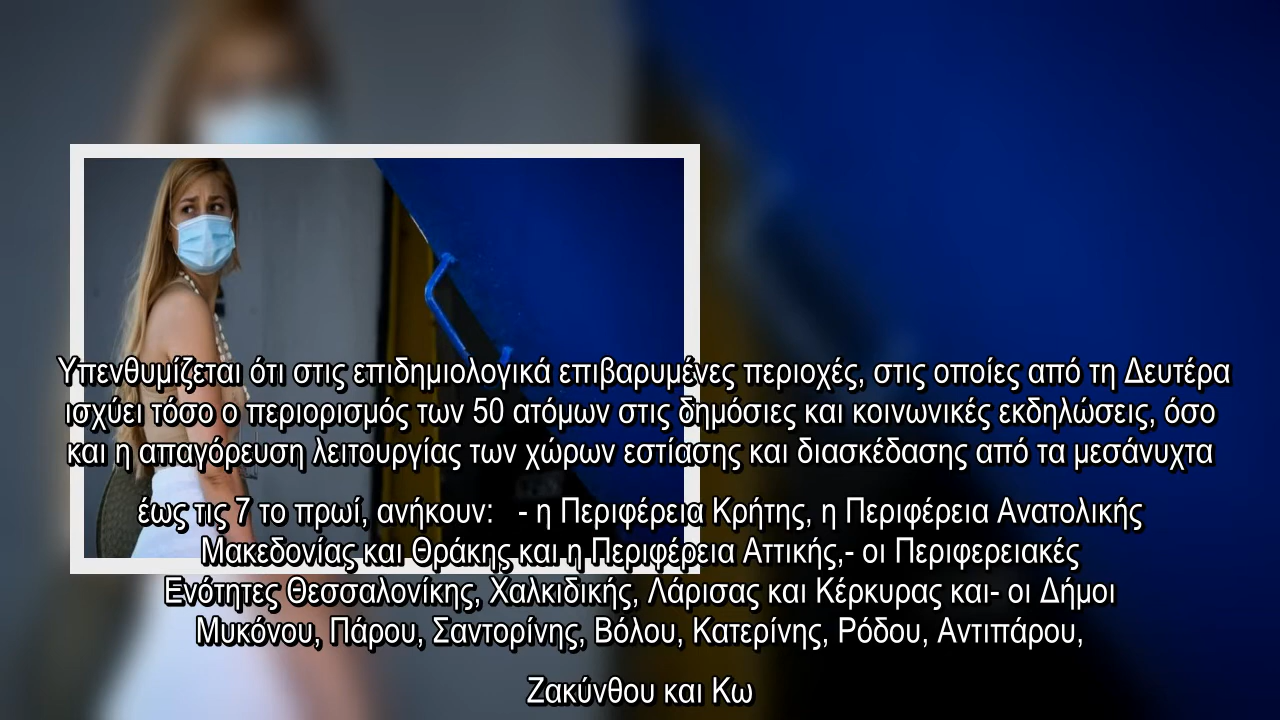 Υπενθυμίζεται ότι στις επιδημιολογικά επιβαρυμένες περιοχές, στις οποίες από τη Δευτέρα
ισχύει τόσο ο περιορισμός των 50 ατόμων στις δημόσιες και κοινωνικές εκδηλώσεις, όσο
και η απαγόρευση λειτουργίας των χώρων εστίασης και διασκέδασης από τα μεσάνυχτα
έως τις 7 το πρωί, ανήκουν:   - η Περιφέρεια Κρήτης, η Περιφέρεια Ανατολικής
Μακεδονίας και Θράκης και η Περιφέρεια Αττικής,- οι Περιφερειακές
Ενότητες Θεσσαλονίκης, Χαλκιδικής, Λάρισας και Κέρκυρας και- οι Δήμοι
Μυκόνου, Πάρου, Σαντορίνης, Βόλου, Κατερίνης, Ρόδου, Αντιπάρου,
Ζακύνθου και Κω